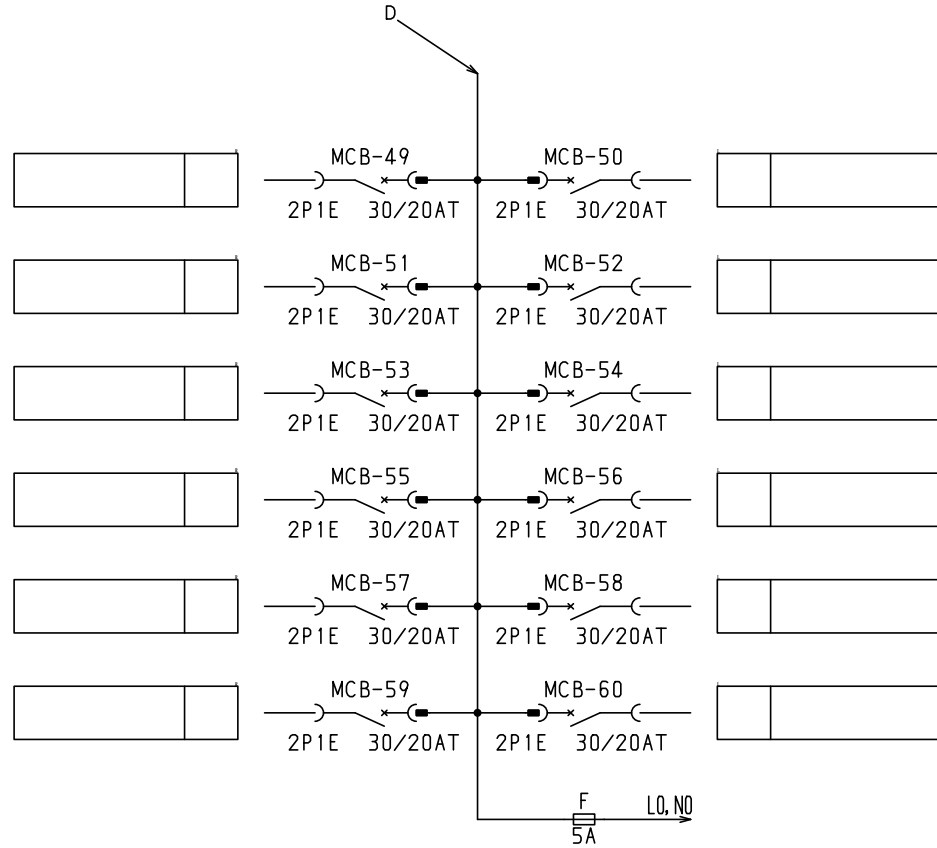 D
MCB-49 MCB-50
2P1E 30/20AT 2P1E 30/20AT
MCB-51 MCB-52
2P1E 30/20AT 2P1E 30/20AT
MCB-53 MCB-54
2P1E 30/20AT 2P1E 30/20AT
MCB-55 MCB-56
2P1E 30/20AT 2P1E 30/20AT
MCB-57 MCB-58
2P1E 30/20AT 2P1E 30/20AT
MCB-59 MCB-60
2P1E 30/20AT 2P1E 30/20AT
F L0, N0
5A